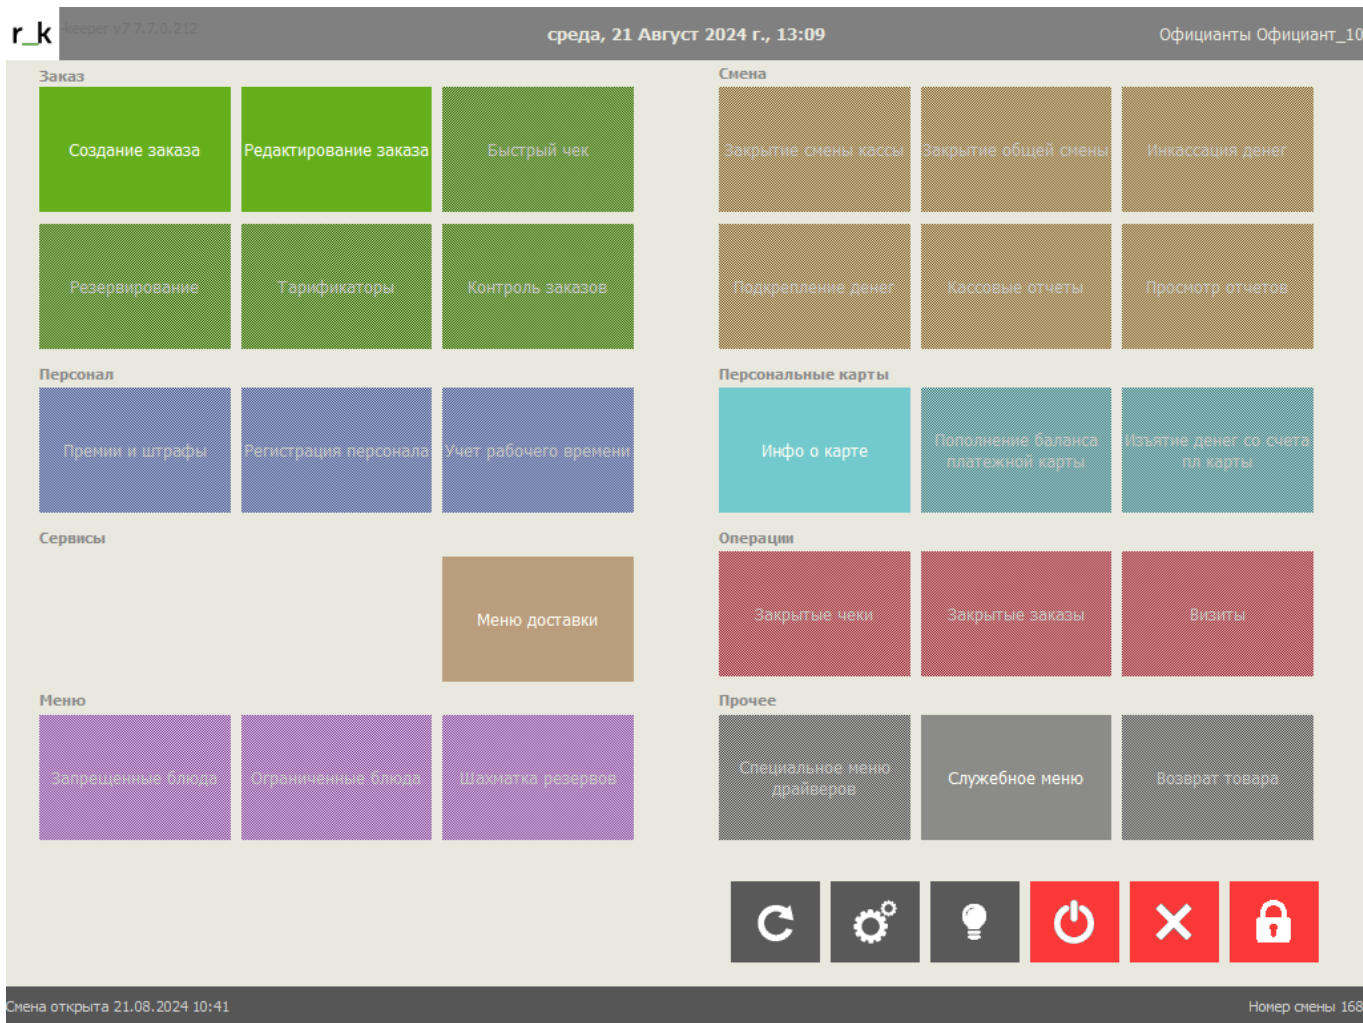 r_k
-keeper v7 7.7.0.212
среда, 21 Август 2024 г., 13:09
Официанты Официант_10
Заказ
Создание заказа
Редактирование заказа
Быстрый чек
Резервирование
Тарификаторы
Контроль заказов
Смена
Закрытие смены кассы
Закрытие общей смены
Инкассация денег
Подкрепление денег
Кассовые отчеты
Просмотр отчетов
Персонал
Премии и штрафы
Регистрация персонала
Учет рабочего времени
Персональные карты
Инфо о карте
Пополнение баланса
платежной карты
Изъятие денег со счета
пл карты
Сервисы
Меню доставки
Операции
Закрытые чеки
Закрытые заказы
Визиты
Меню
Запрещенные блюда
Ограниченные блюда
Шахматка резервов
Прочее
Специальное меню
драйверов
Служебное меню
Возврат товара
Смена открыта 21.08.2024 10:41
Номер смены 168